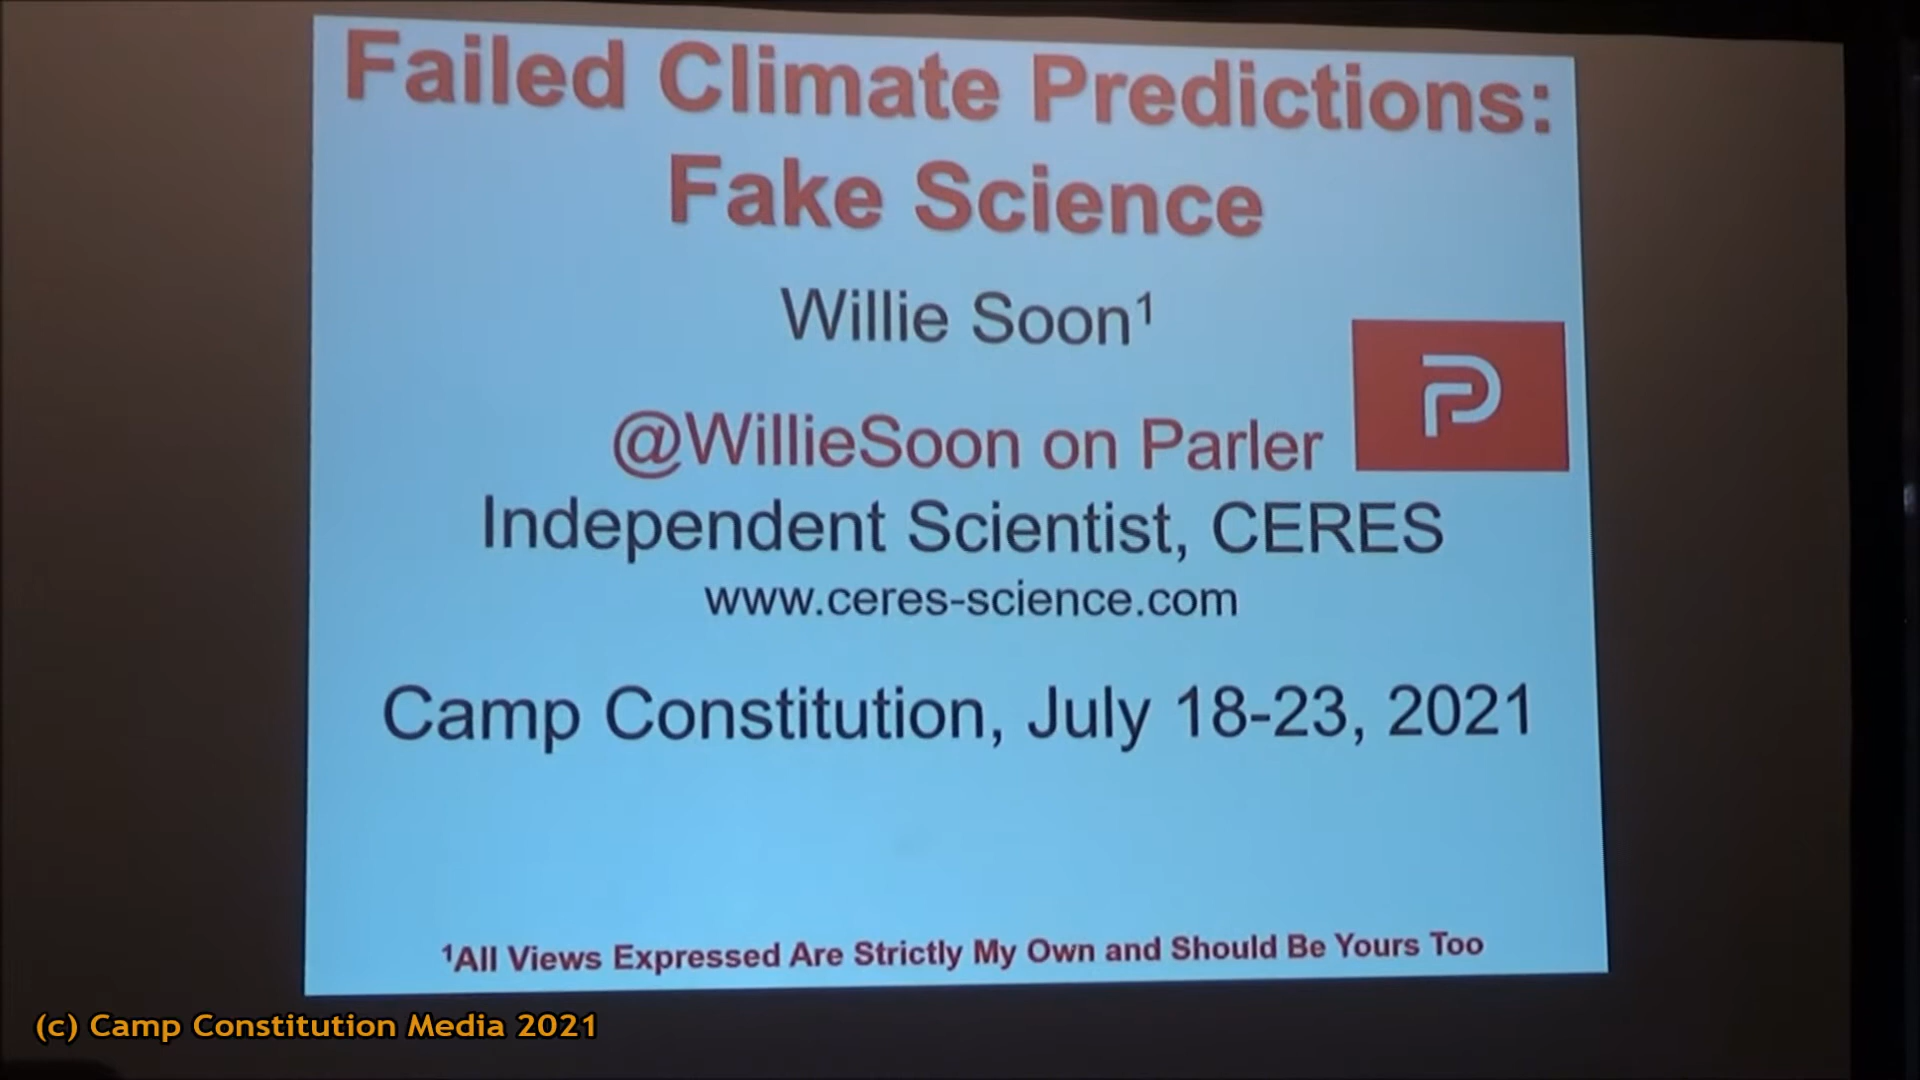 Failed Climate Predictions:
Fake Science
Willie Soon¹
@WillieSoon on Parler
Independent Scientist, CERES
www.ceres-science.com
Camp Constitution, July 18-23, 2021
¹All Views Expressed Are Strictly My Own and Should Be Yours Too
(c) Camp Constitution Media 2021